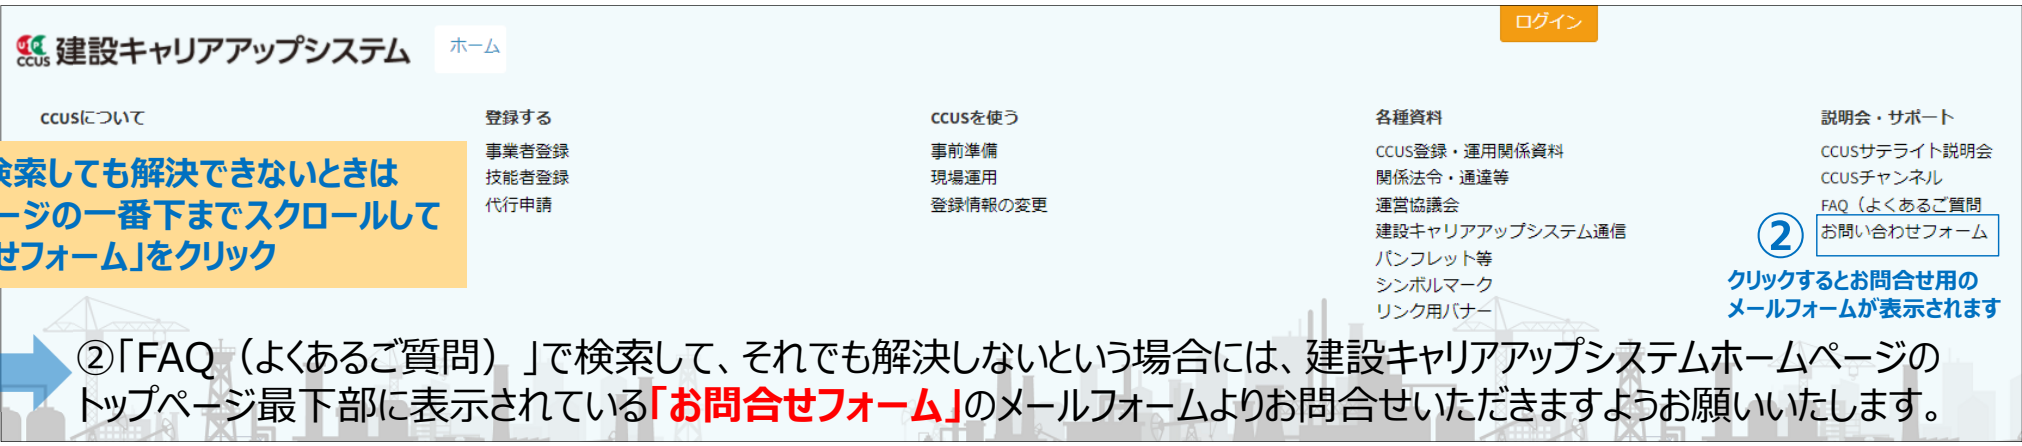 ログイン
CCUS 建設キャリアアップシステム ホーム
CCUSについて
検索しても解決できないときは
ージの一番下までスクロールして
せフォーム」をクリック
登録する
事業者登録
技能者登録
代行申請
CCUSを使う
事前準備
現場運用
登録情報の変更
各種資料
CCUS登録・運用関係資料
関係法令・通達等
運営協議会
建設キャリアアップシステム通信
パンフレット等
シンボルマーク
リンク用バナー
説明会・サポート
CCUSサテライト説明会
CCUSチャンネル
FAQ（よくあるご質問
② お問い合わせフォーム
クリックするとお問合せ用の
メールフォームが表示されます
②「FAQ（よくあるご質問）」で検索して、それでも解決しないという場合には、建設キャリアアップシステムホームページの
トップページ最下部に表示されている「お問合せフォーム」のメールフォームよりお問合せいただきますようお願いいたします。